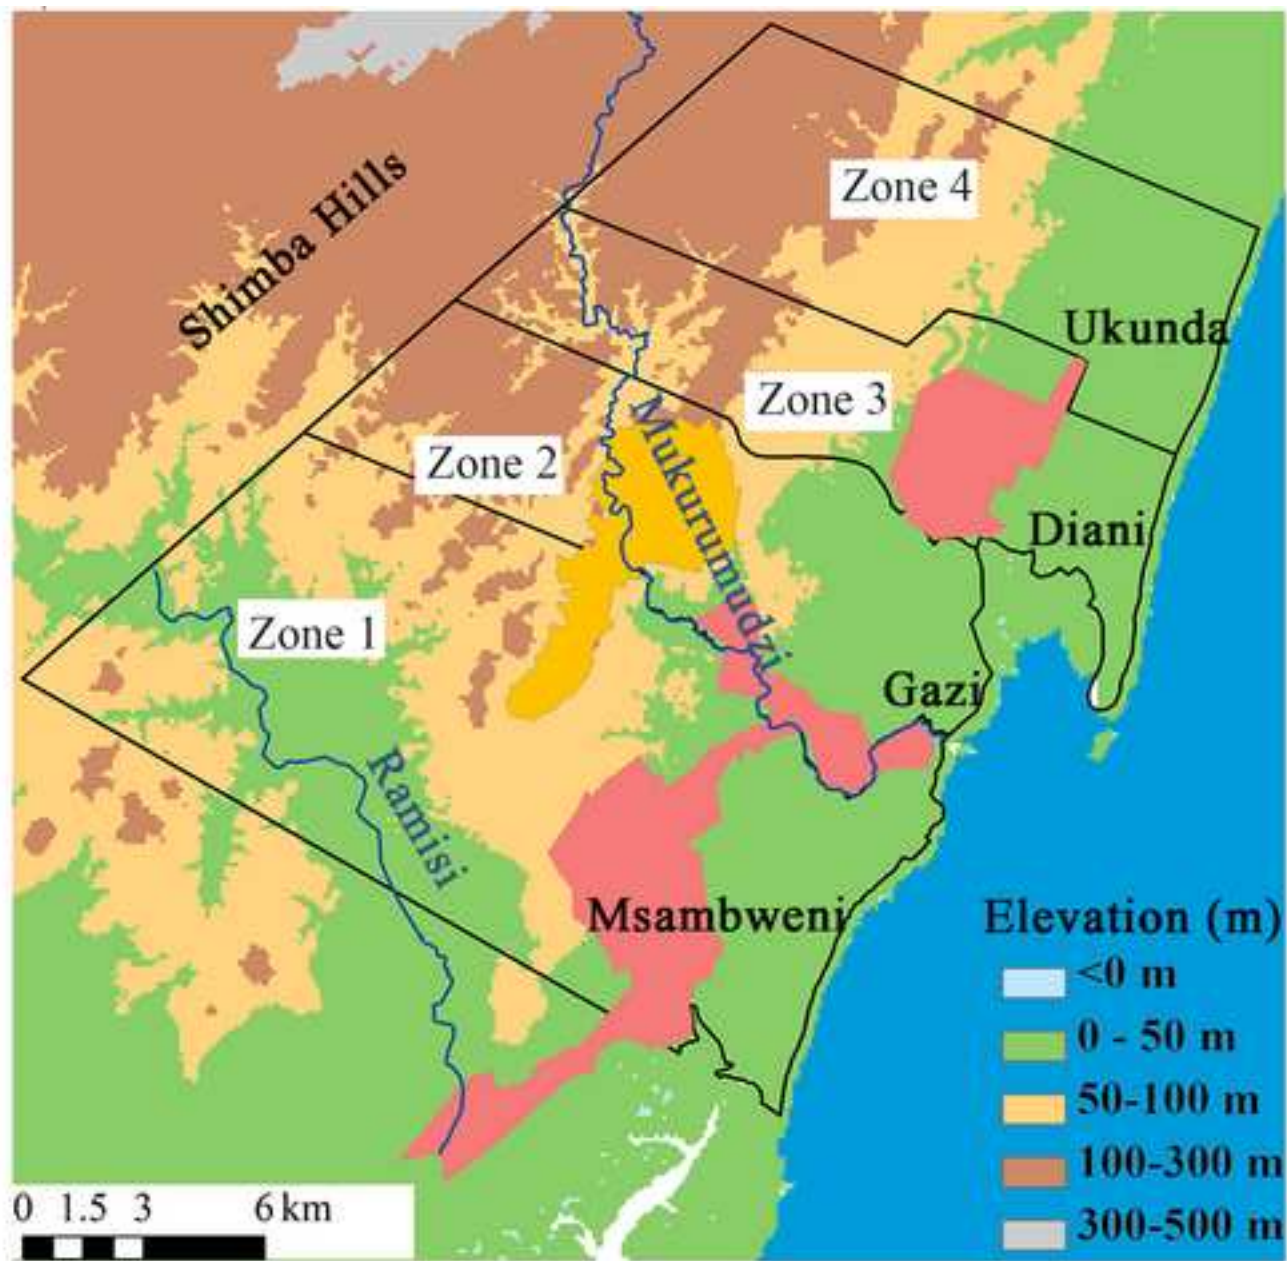 Zone 4
Shimba Hills
Ukunda
Zone 3
Zone 2
Mukurumudzi
Diani
Zone 1
Gazi
Ramisi
Msambweni
Elevation (m)
<0 m
0 - 50 m
50-100 m
100-300 m
300-500 m
0 1.5 3 6 km